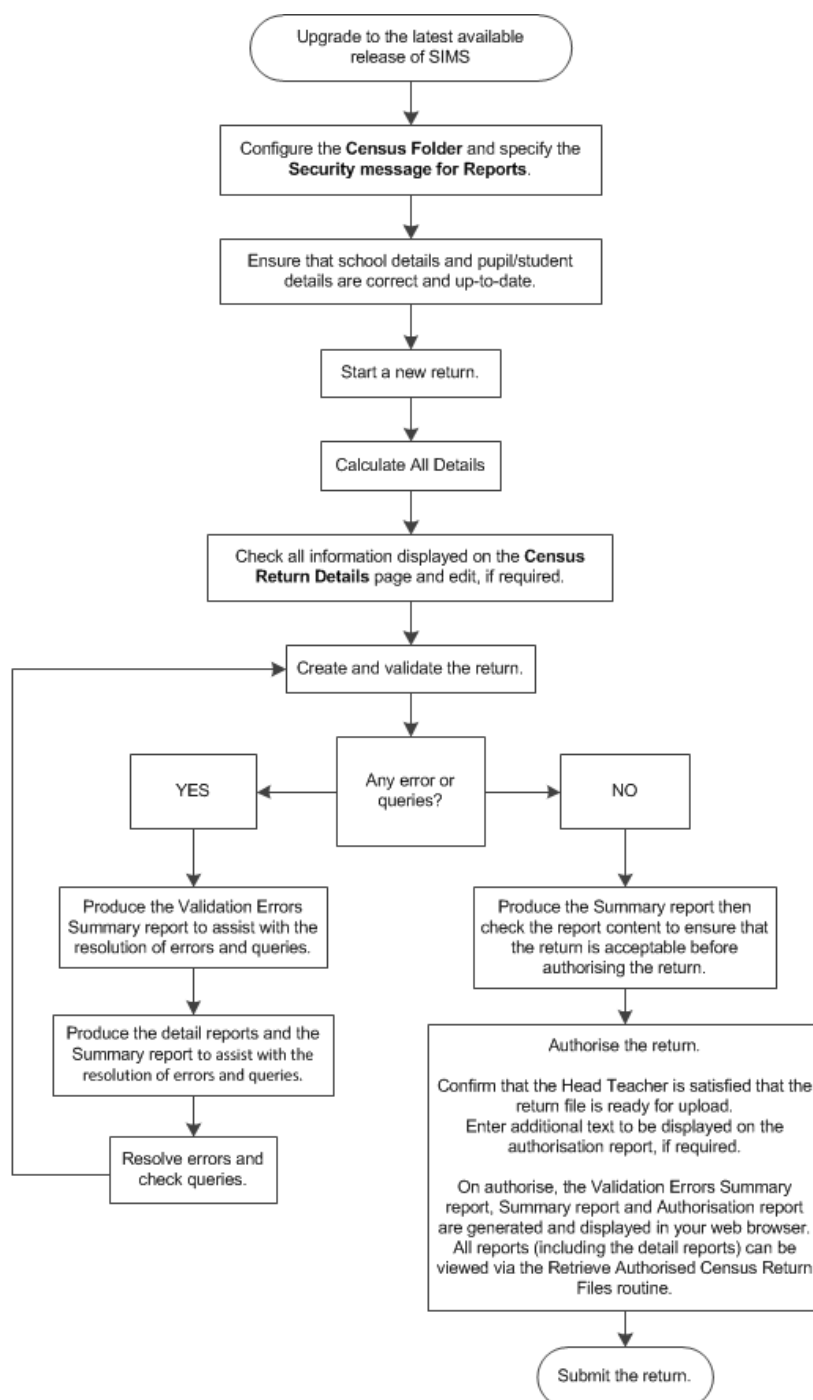 Upgrade to the latest available
release of SIMS
Configure the Census Folder and specify the
Security message for Reports.
Ensure that school details and pupil/student
details are correct and up-to-date.
Start a new return.
Calculate All Details
Check all information displayed on the Census
Return Details page and edit, if required.
Create and validate the return.
Any error or
queries?
YES
NO
Produce the Validation Errors
Summary report to assist with the
resolution of errors and queries.
Produce the detail reports and the
Summary report to assist with the
resolution of errors and queries.
Resolve errors and
check queries.
Produce the Summary report then
check the report content to ensure that
the return is acceptable before
authorising the return.
Authorise the return.
Confirm that the Head Teacher is satisfied that the
return file is ready for upload.
Enter additional text to be displayed on the
authorisation report, if required.
On authorise, the Validation Errors Summary
report, Summary report and Authorisation report
are generated and displayed in your web browser.
All reports (including the detail reports) can be
viewed via the Retrieve Authorised Census Return
Files routine.
Submit the return.